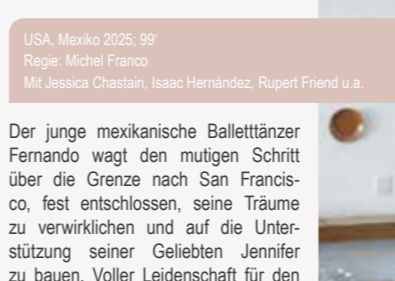 USA, Mexiko 2025; 99'
Regie: Michel Franco
Mit Jessica Chastain, Isaac Hernández, Rupert Friend u.a.
Der junge mexikanische Balletttänzer
Fernando wagt den mutigen Schritt
über die Grenze nach San Francis-
co, fest entschlossen, seine Träume
zu verwirklichen und auf die Unter-
stützung seiner Geliebten Jennifer
zu bauen. Voller Leidenschaft für den